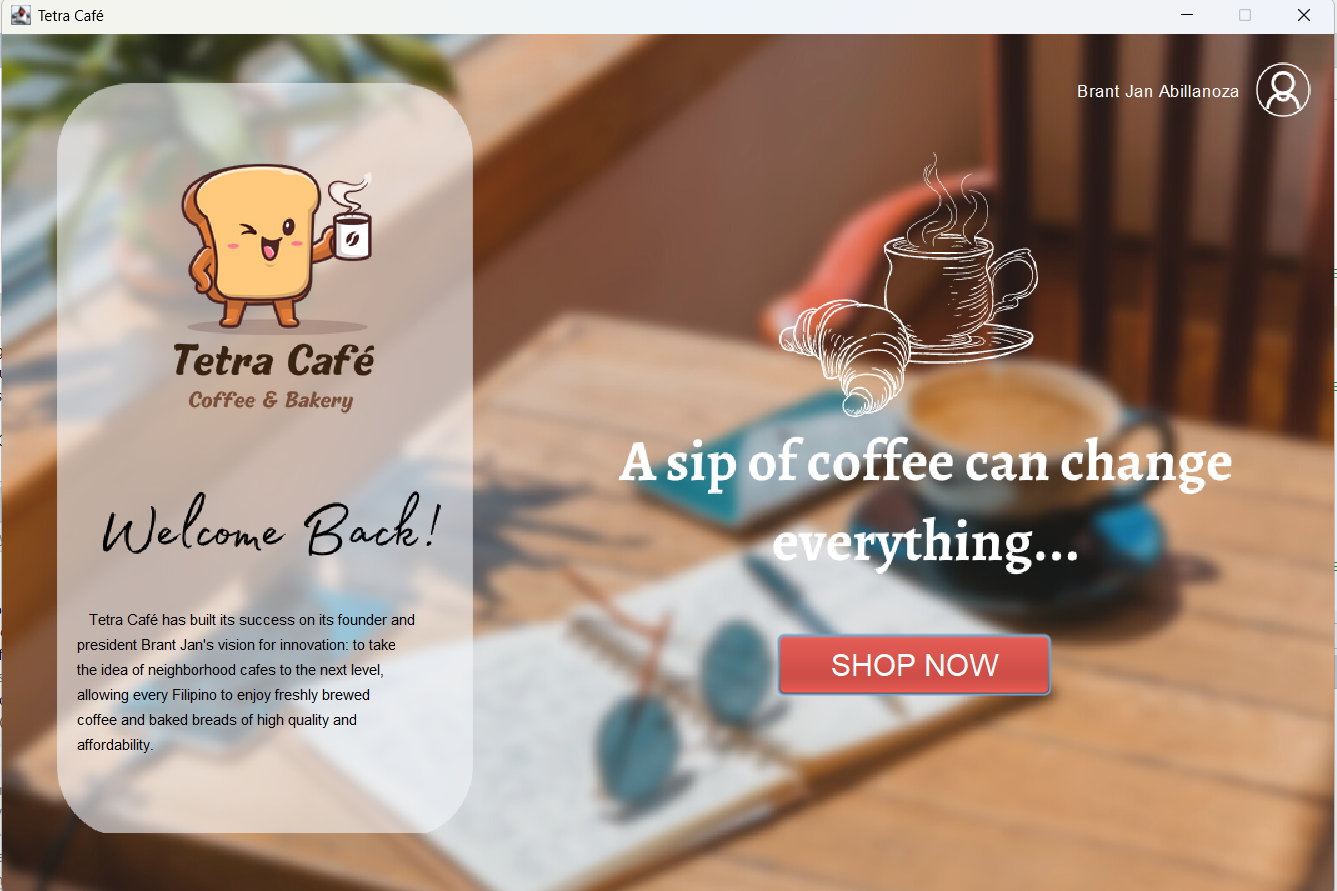 Tetra Café
Brant Jan Abillanoza
Tetra Café
Coffee & Bakery
Welcome Back!
Tetra Café has built its success on its founder and
president Brant Jan's vision for innovation: to take
the idea of neighborhood cafes to the next level,
allowing every Filipino to enjoy freshly brewed
coffee and baked breads of high quality and
affordability.
A sip of coffee can change
everything...
SHOP NOW